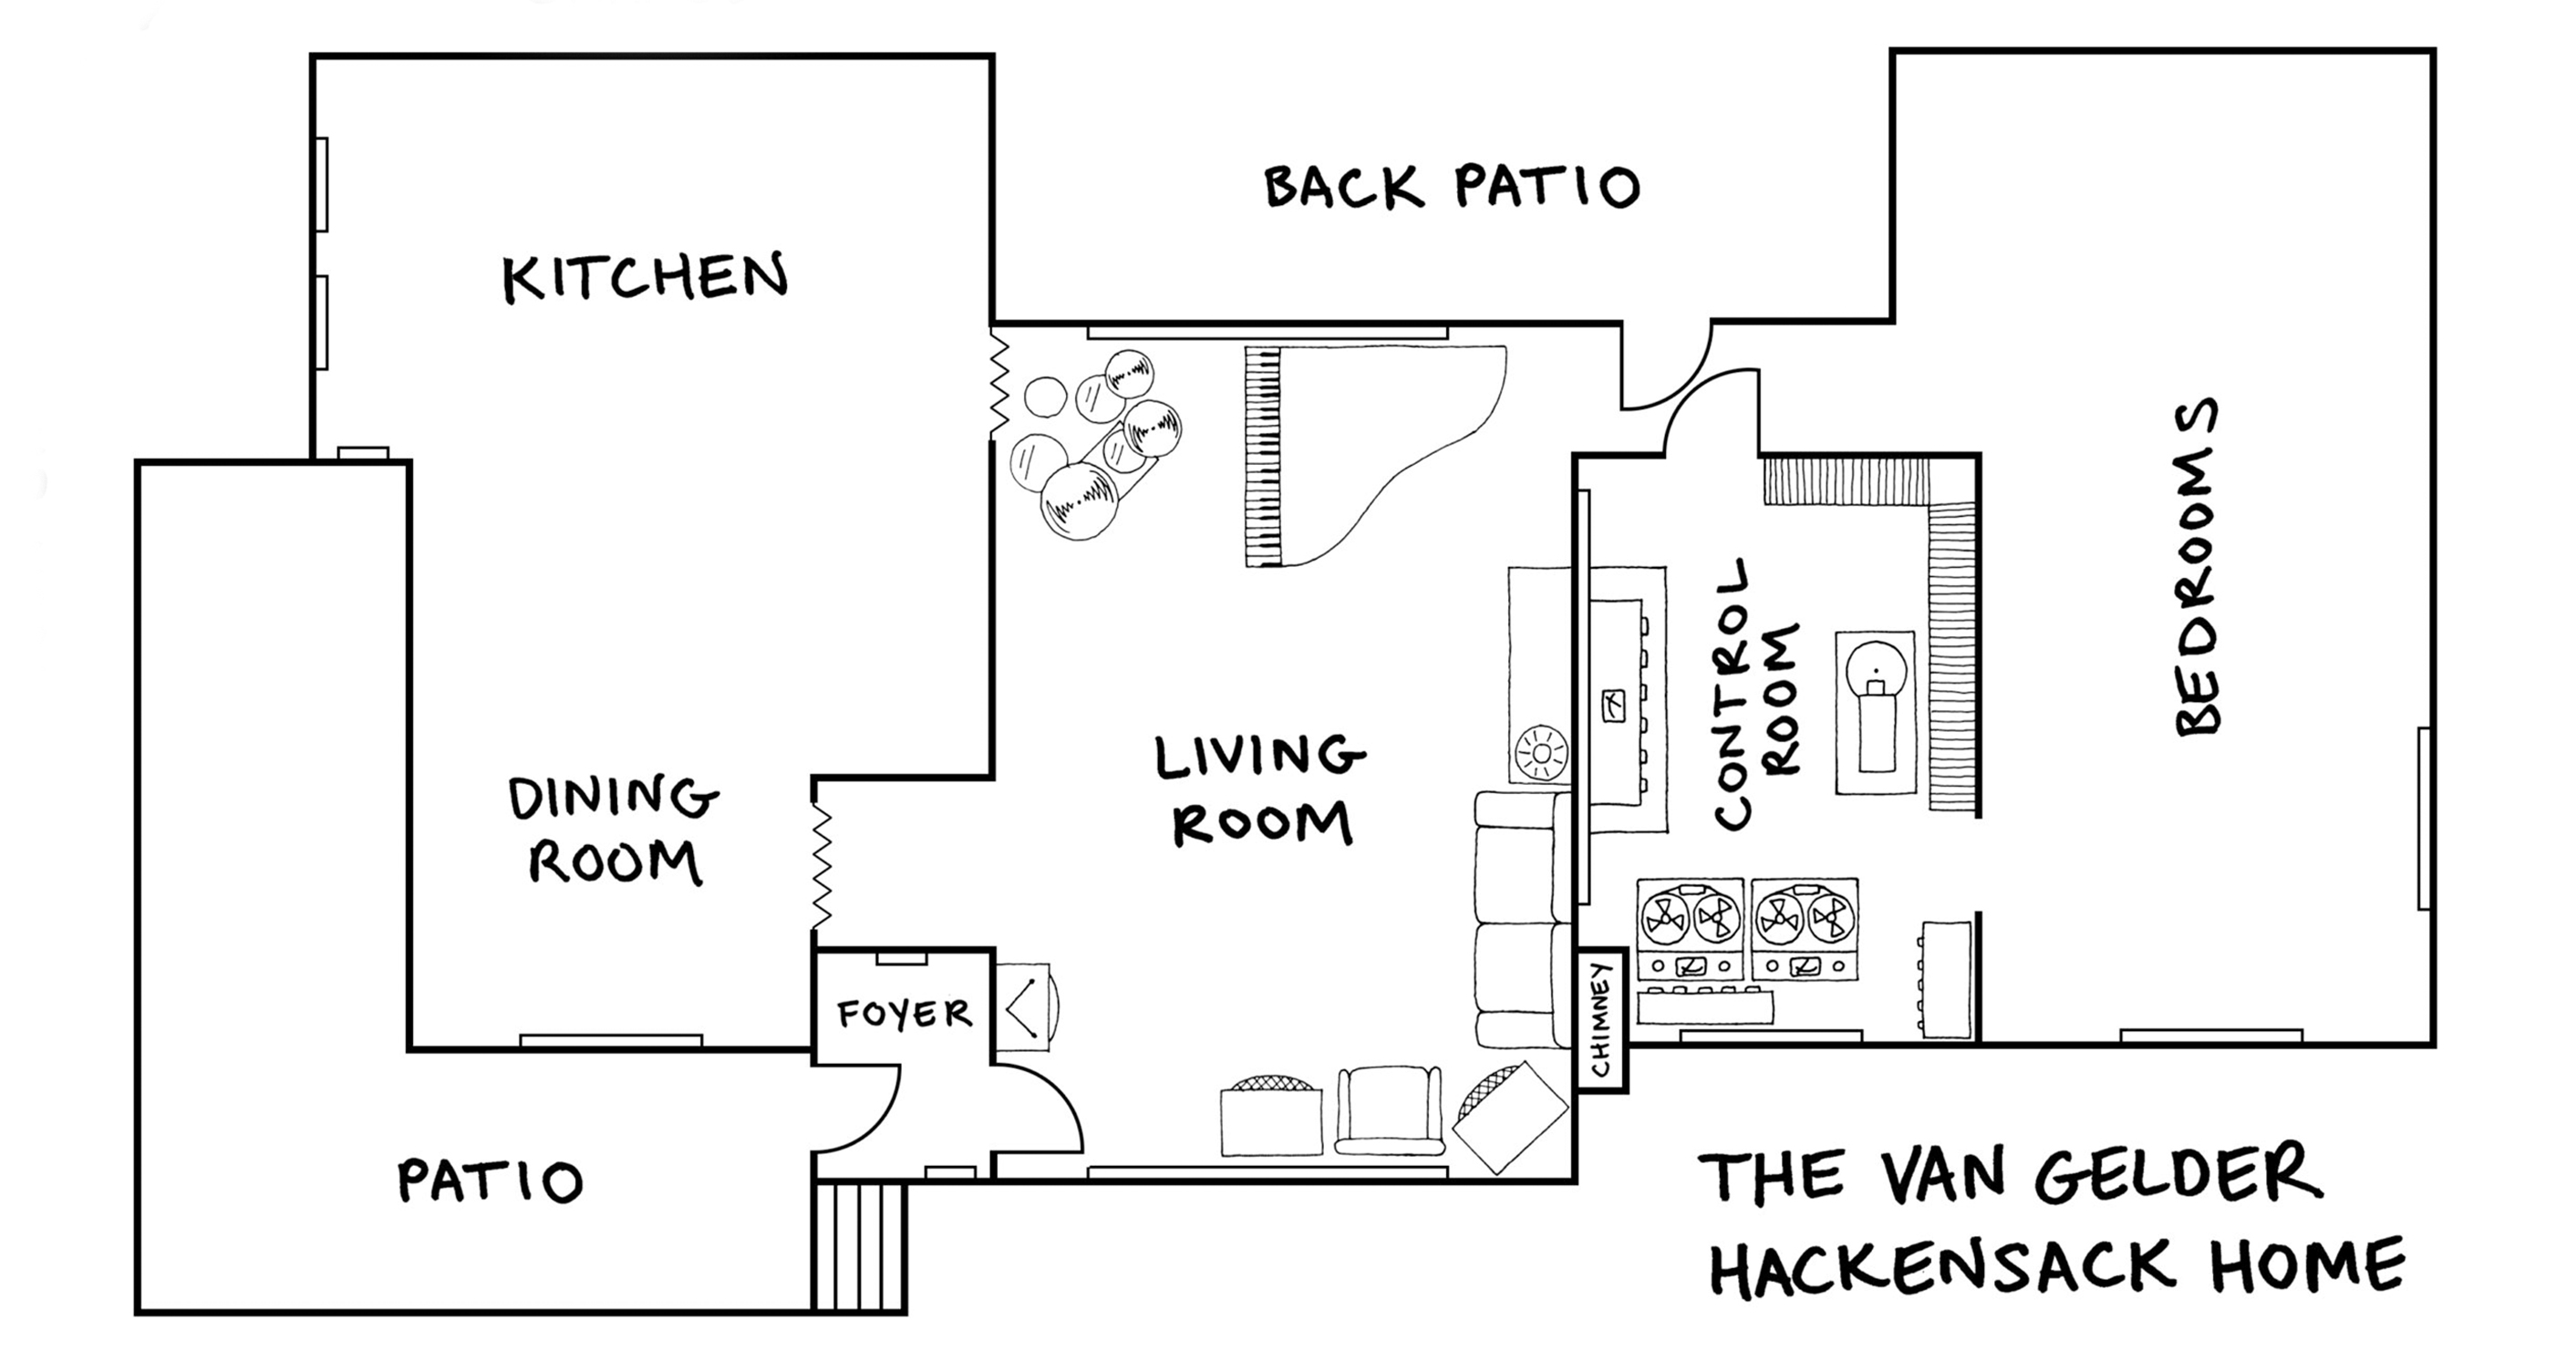 BACK PATIO
KITCHEN
BEDROOMS
CONTROL
ROOM
LIVING
ROOM
DINING
ROOM
FOYER
CHIMNEY
PATIO
THE VAN GELDER
HACKENSACK HOME